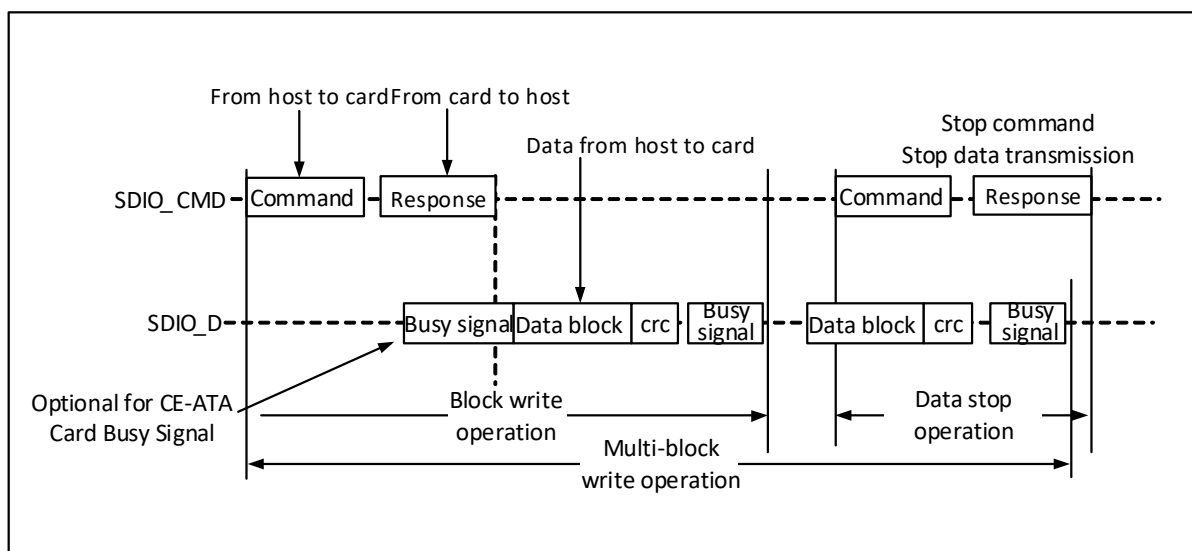 From host to card
From card to host
Data from host to card
Stop command
Stop data transmission
SDIO_CMD
Command
Response
Command
Response
SDIO_D
Busy signal
Data block
crc
Busy
signal
Data block
crc
Busy
signal
Optional for CE-ATA
Card Busy Signal
Block write
operation
Data stop
operation
Multi-block
write operation